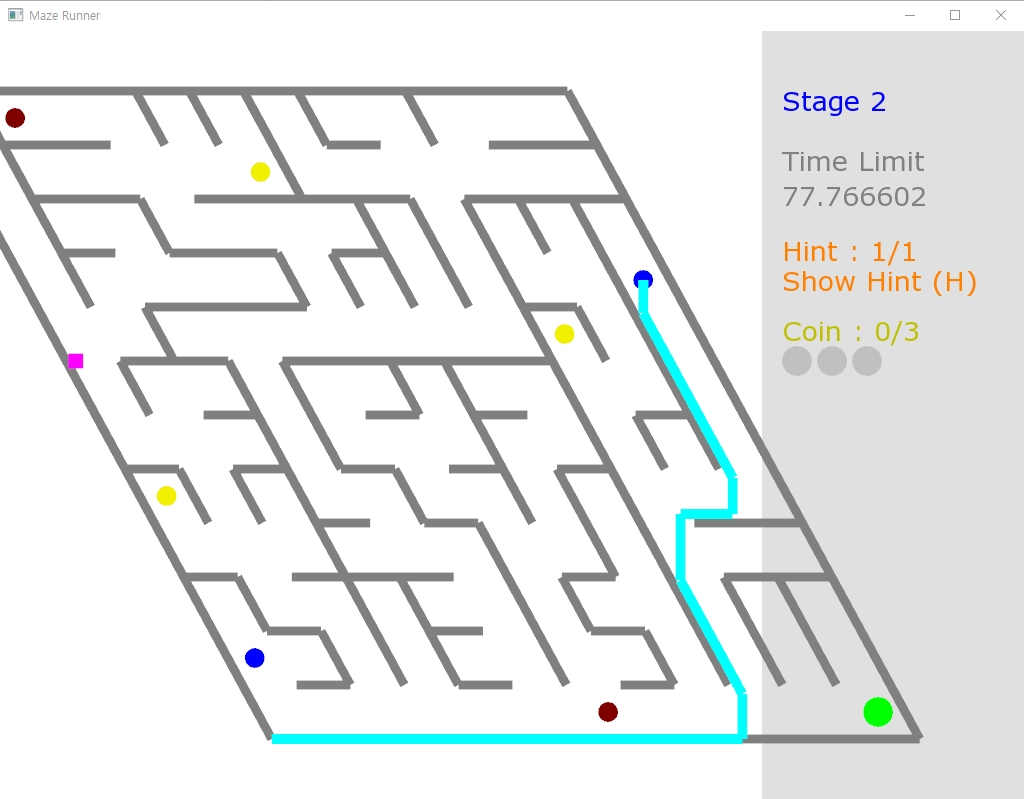 Maze Runner
Stage 2
Time Limit
77.766602
Hint : 1/1
Show Hint (H)
Coin : 0/3